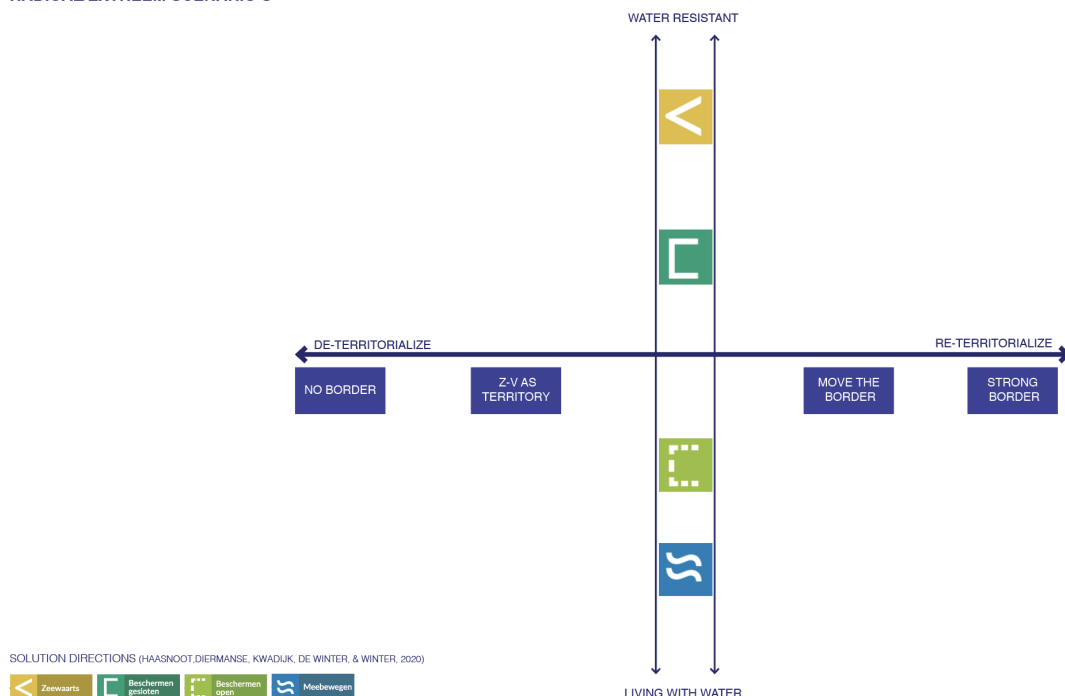 WATER RESISTANT
DE-TERRITORIALIZE
RE-TERRITORIALIZE
NO BORDER
Z-V AS
TERRITORY
MOVE THE
BORDER
STRONG
BORDER
SOLUTION DIRECTIONS (HAASNOOT,DIERMANSE, KWADIJK, DE WINTER, & WINTER, 2020)
Zeewaarts
Beschermen
gesloten
Beschermen
open
Meebewegen
LIVING WITH WATER